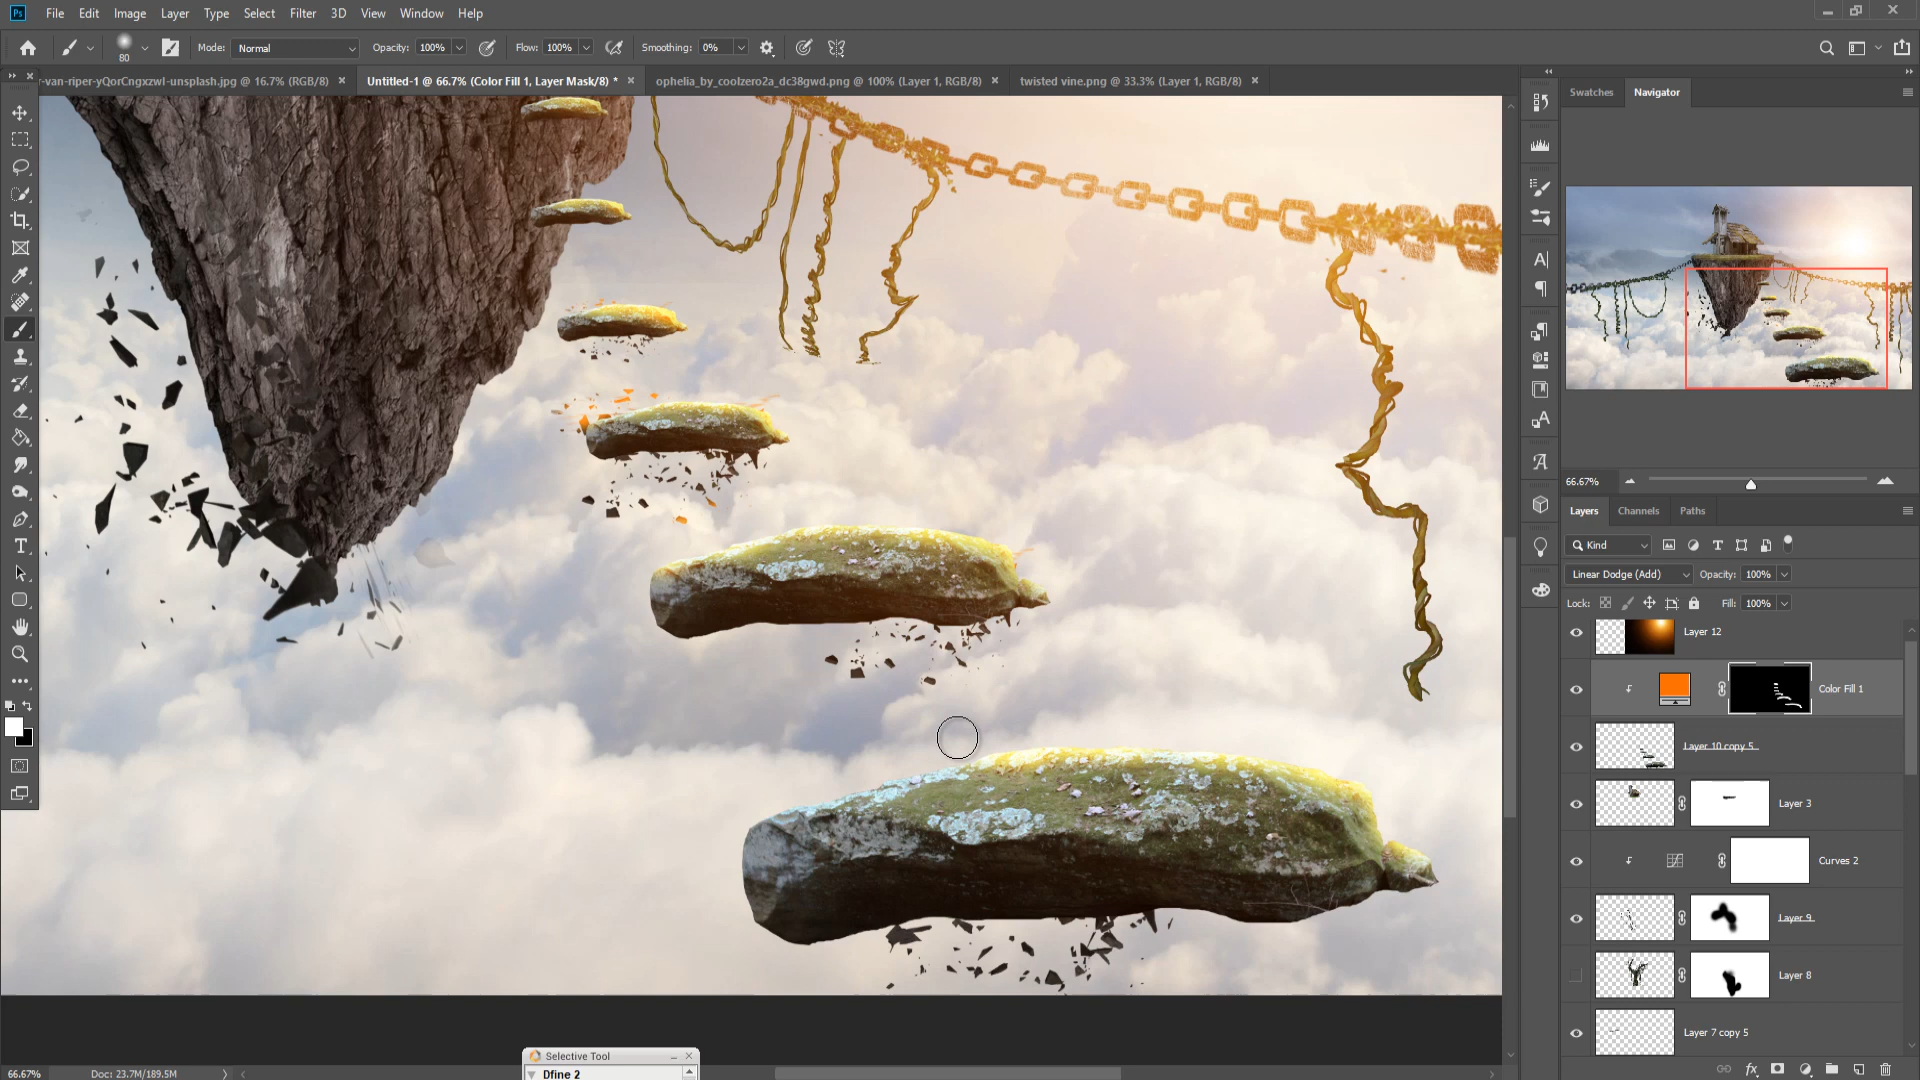 Ps File Edit Image Layer Type Select Filter 3D View Window Help
80 Mode: Normal Opacity: 100% Flow: 100% Smoothing: 0%
-van-riper-yQorCngxzwI-unsplash.jpg @ 16.7% (RGB/8) Untitled-1 @ 66.7% (Color Fill 1, Layer Mask/8) * ophelia_by_coolzero2a_dc38gwd.png @ 100% (Layer 1, RGB/8) twisted vine.png @ 33.3% (Layer 1, RGB/8)
Swatches Navigator
66.67%
Layers Channels Paths
Kind
Linear Dodge (Add) Opacity: 100%
Lock: Fill: 100%
Layer 12
Color Fill 1
Layer 10 copy 5
Layer 3
Curves 2
Layer 9
Layer 8
Layer 7 copy 5
Selective Tool
Dfine 2
66.67% Doc: 23.7M/189.5M